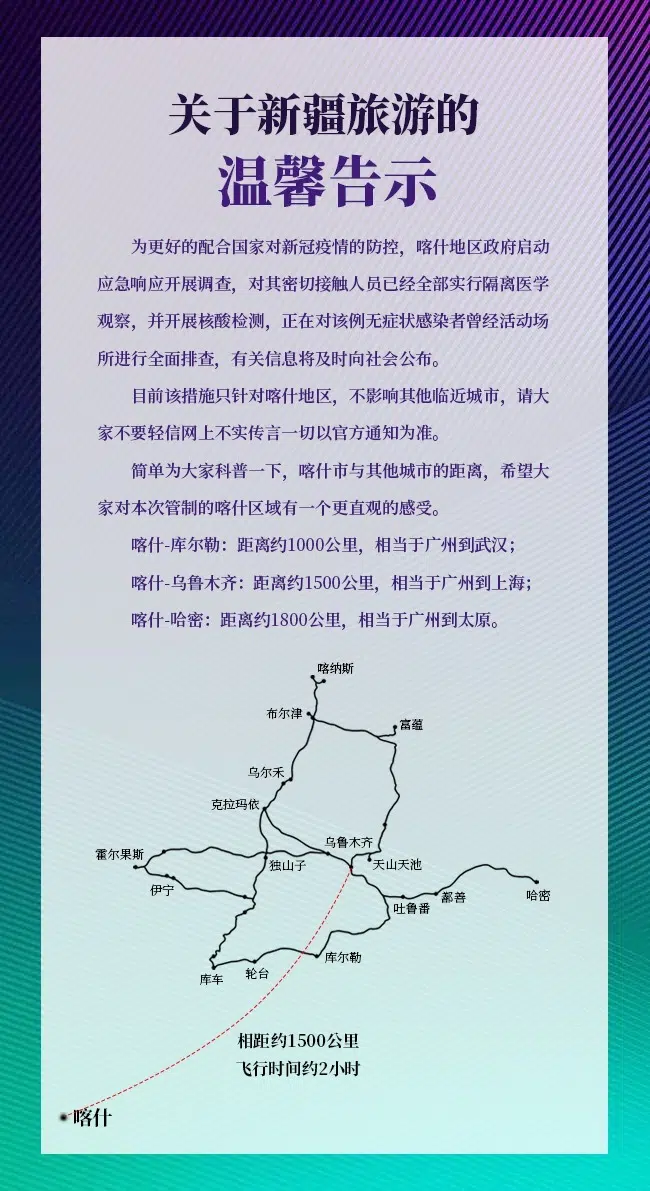 关于新疆旅游的
温馨告示
为更好的配合国家对新冠疫情的防控，喀什地区政府启动
应急响应开展调查，对其密切接触人员已经全部实行隔离医学
观察，并开展核酸检测，正在对该例无症状感染者曾经活动场
所进行全面排查，有关信息将及时向社会公布。
目前该措施只针对喀什地区，不影响其他临近城市，请大
家不要轻信网上不实传言一切以官方通知为准。
简单为大家科普一下，喀什市与其他城市的距离，希望大
家对本次管制的喀什区域有一个更直观的感受。
喀什-库尔勒：距离约1000公里，相当于广州到武汉；
喀什-乌鲁木齐：距离约1500公里，相当于广州到上海；
喀什-哈密：距离约1800公里，相当于广州到太原。
喀纳斯
布尔津
富蕴
乌尔禾
克拉玛依
乌鲁木齐
霍尔果斯
独山子
天山天池
伊宁
鄯善
哈密
吐鲁番
库尔勒
库车
轮台
相距约1500公里
飞行时间约2小时
喀什